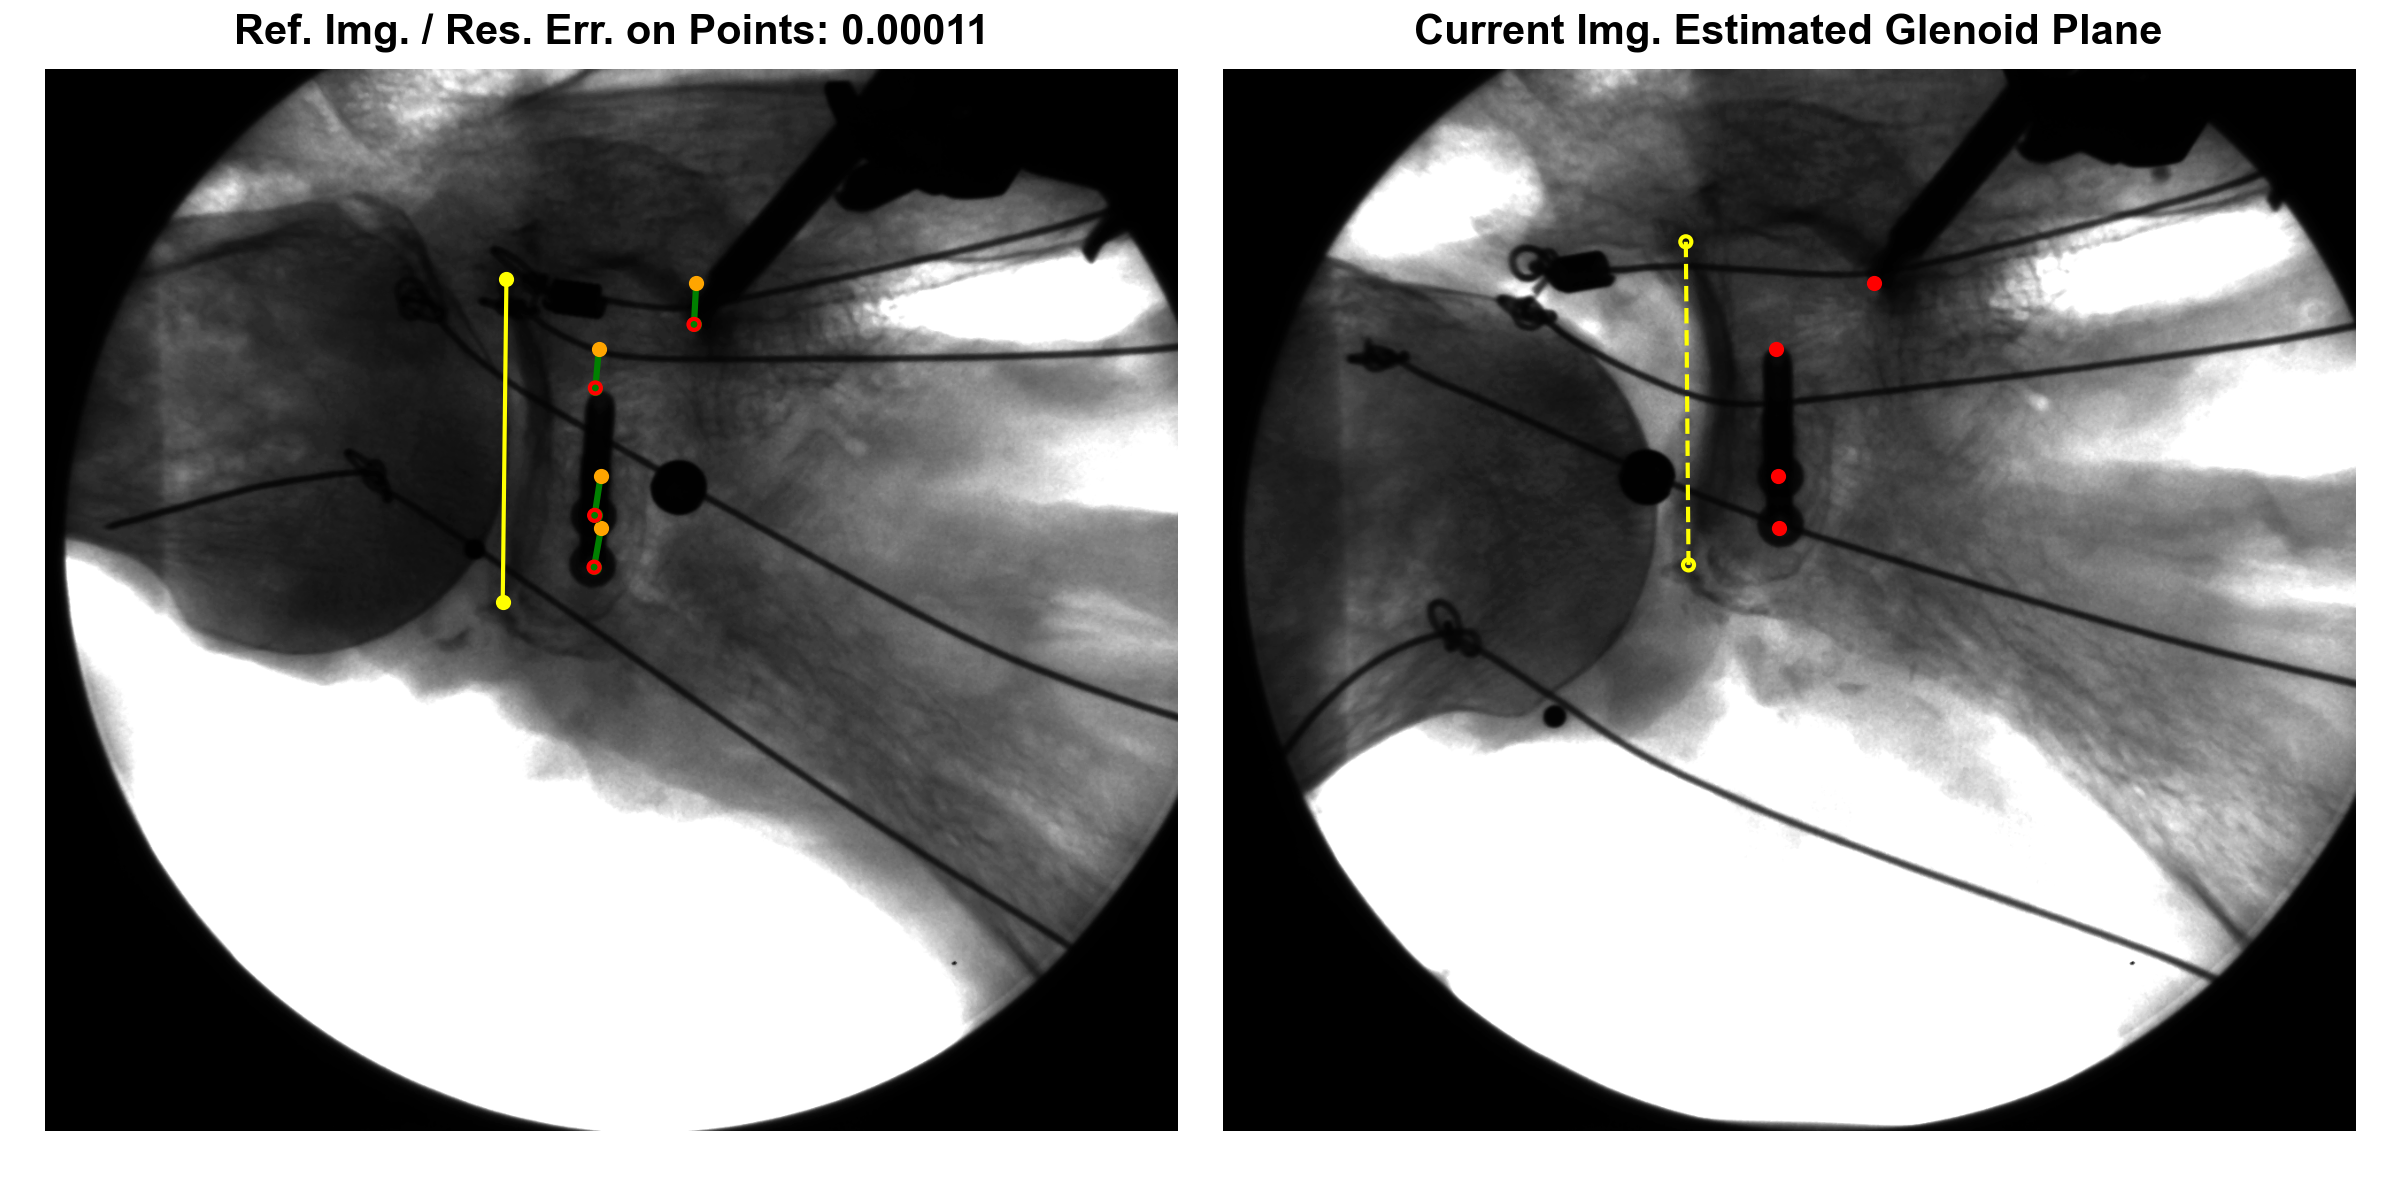 Ref. Img. / Res. Err. on Points: 0.00011
Current Img. Estimated Glenoid Plane